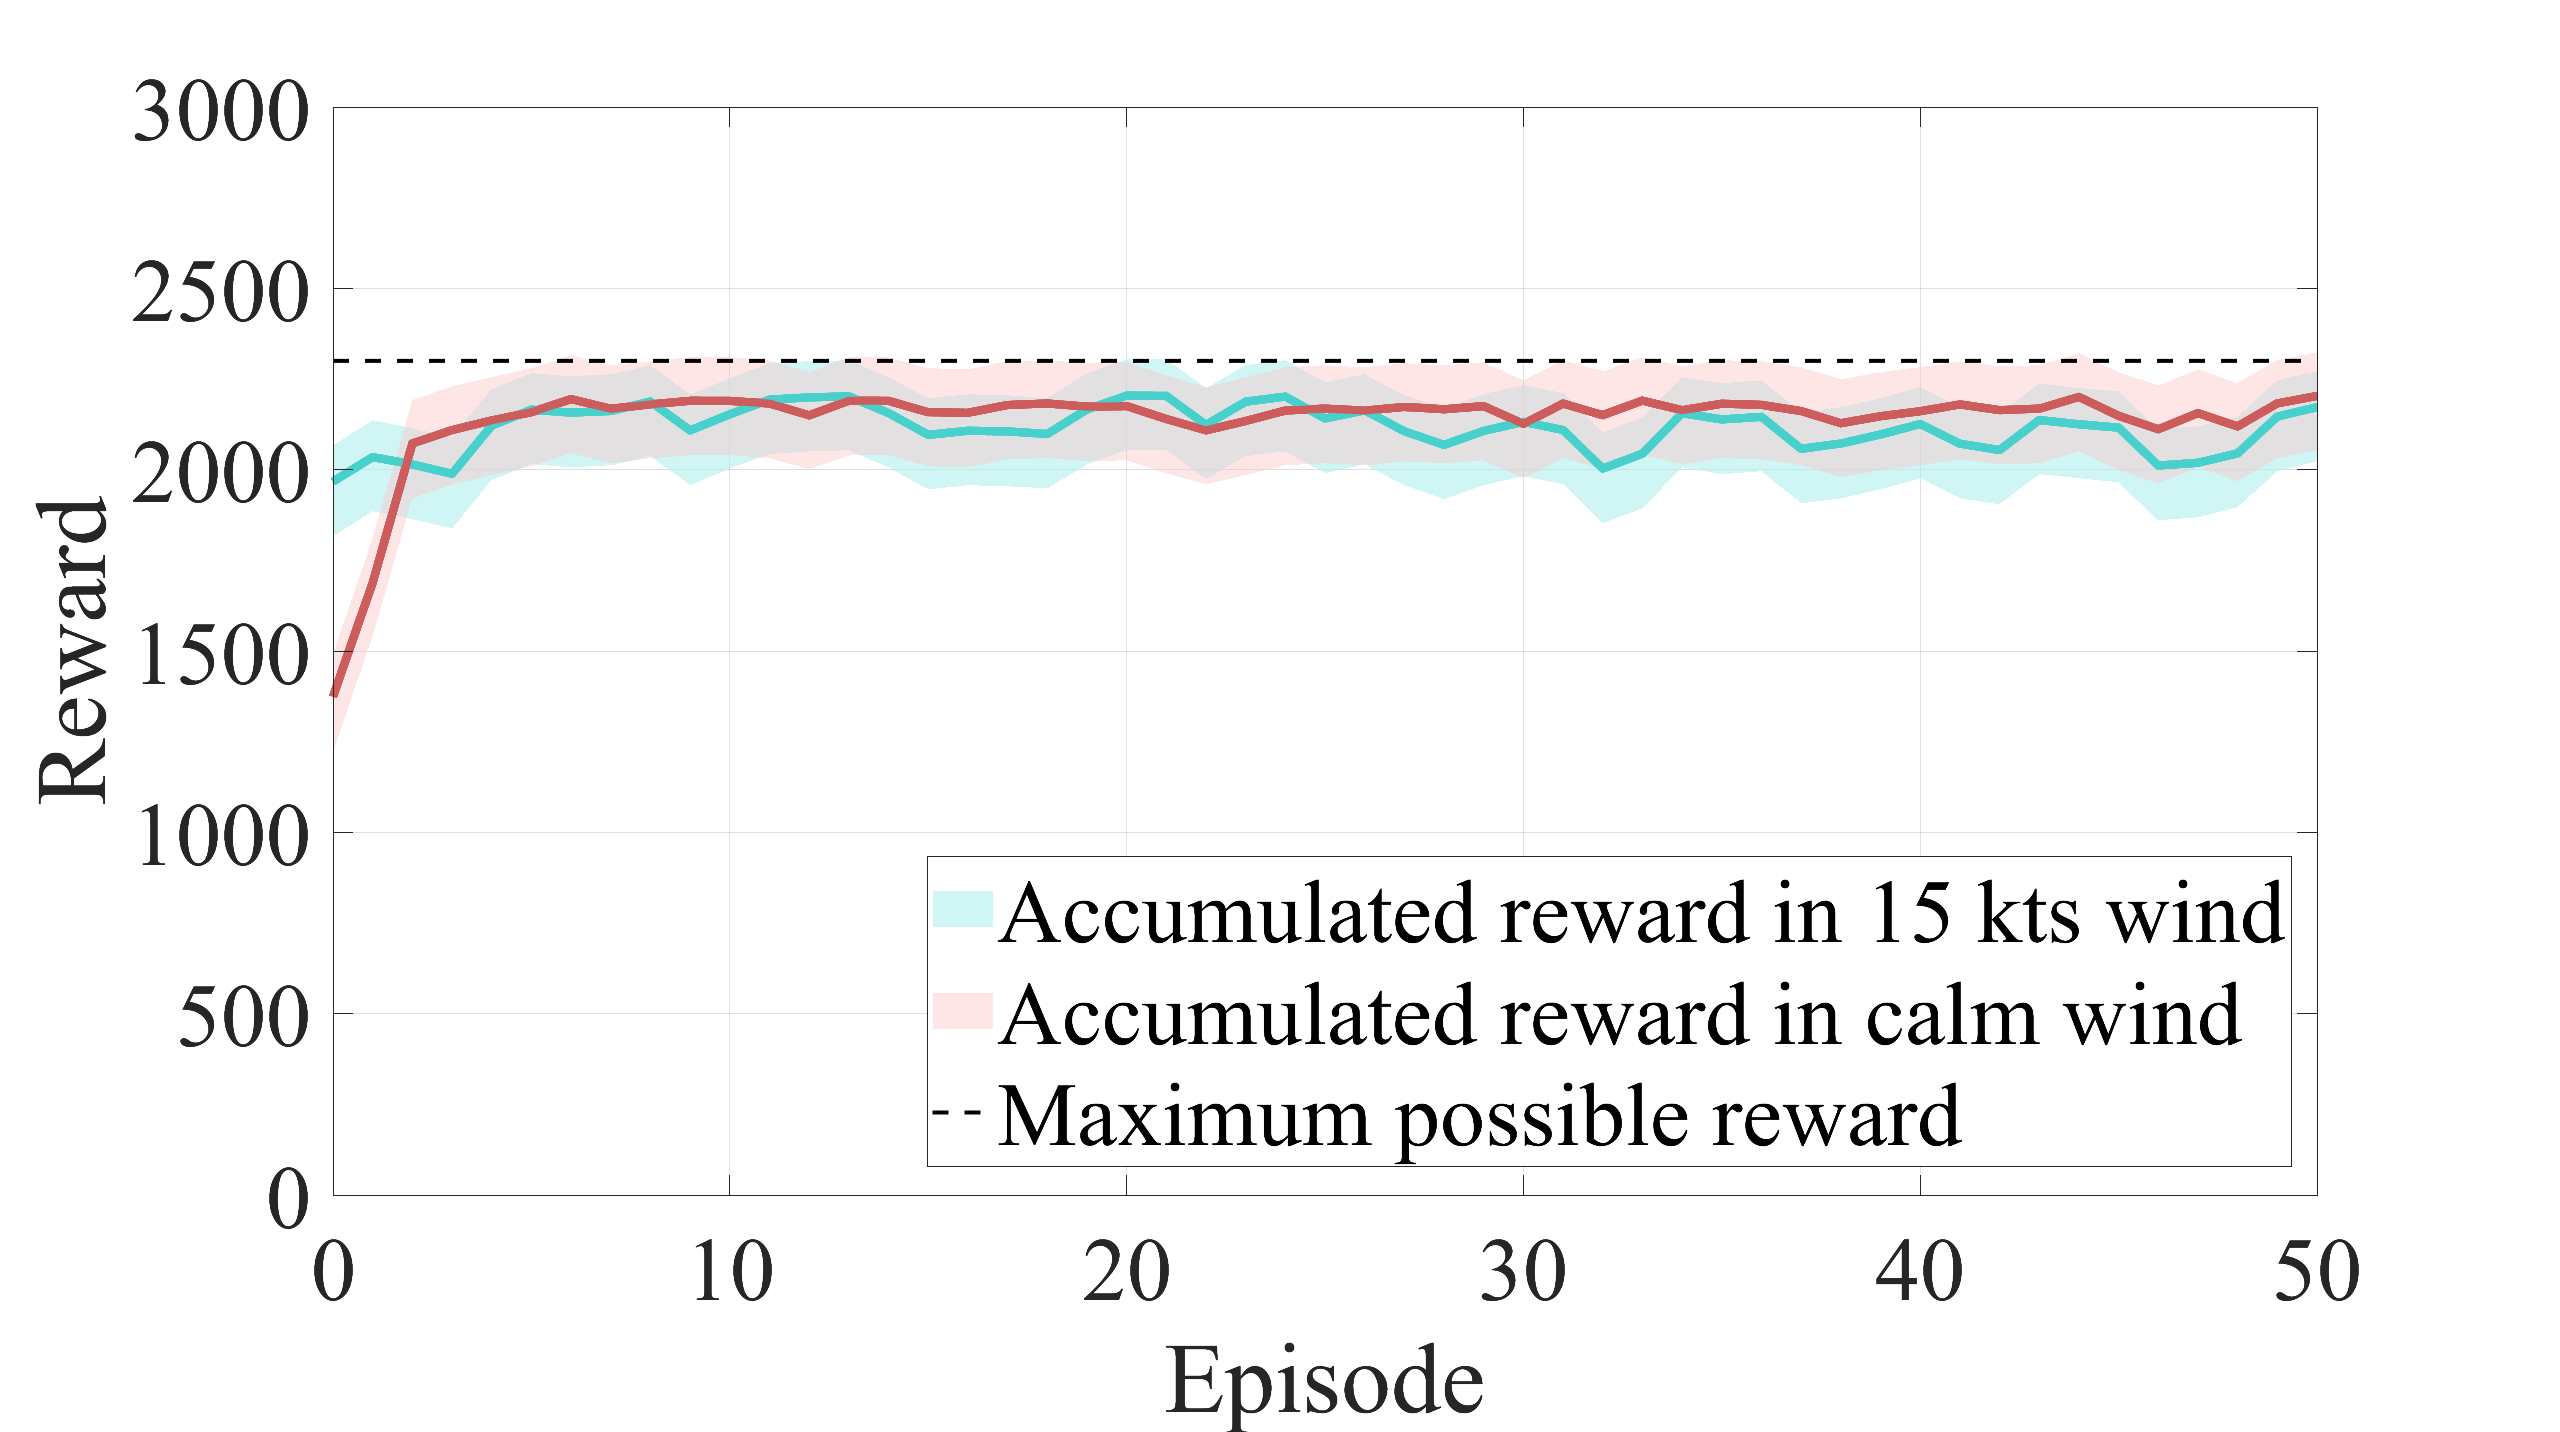 3000
2500
2000
1500
1000
500
0
Reward
Accumulated reward in 15 kts wind
Accumulated reward in calm wind
Maximum possible reward
0 10 20 30 40 50
Episode